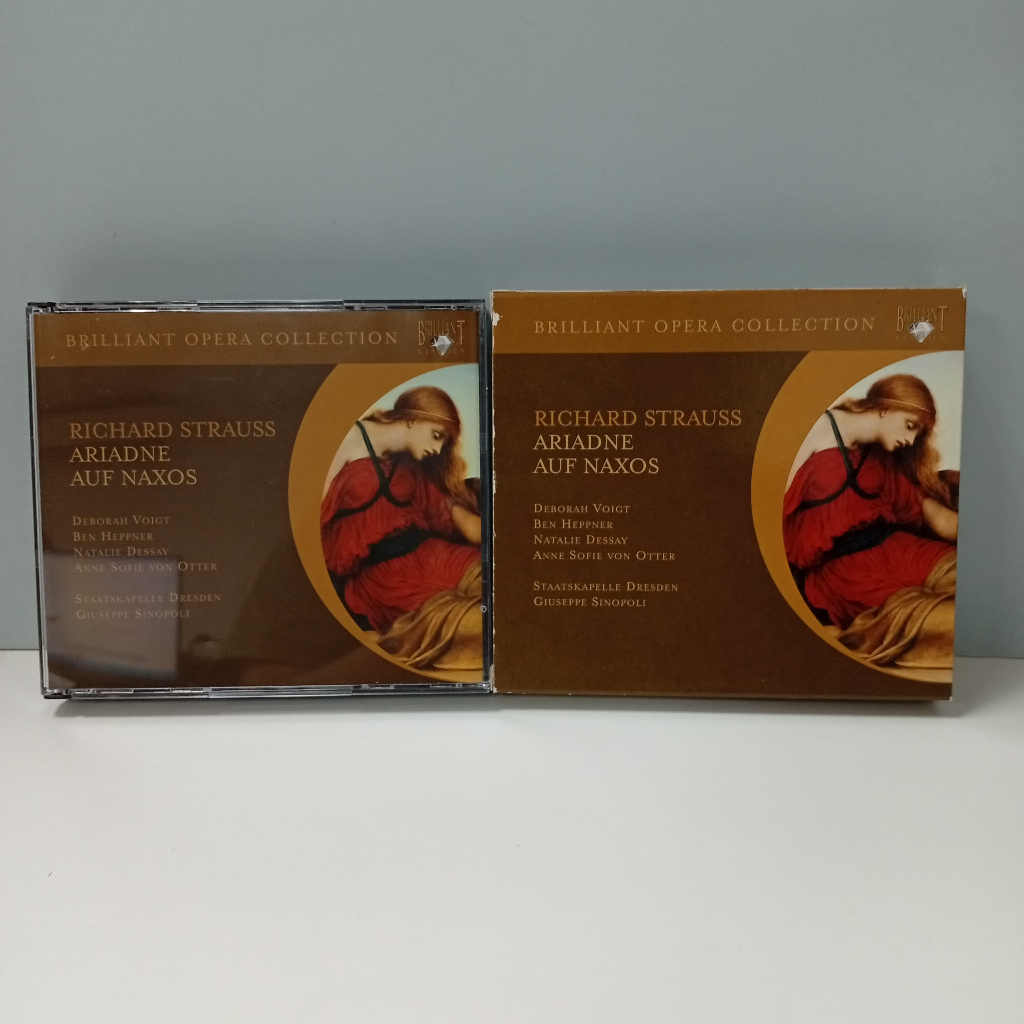 BRILLIANT OPERA COLLECTION
BRILLIANT
CLASSICS
RICHARD STRAUSS
ARIADNE
AUF NAXOS
DEBORAH VOIGT
BEN HEPPNER
NATALIE DESSAY
ANNE SOFIE VON OTTER
STAATSKAPELLE DRESDEN
GIUSEPPE SINOPOLI
BRILLIANT OPERA COLLECTION
BRILLIANT
CLASSICS
RICHARD STRAUSS
ARIADNE
AUF NAXOS
DEBORAH VOIGT
BEN HEPPNER
NATALIE DESSAY
ANNE SOFIE VON OTTER
STAATSKAPELLE DRESDEN
GIUSEPPE SINOPOLI